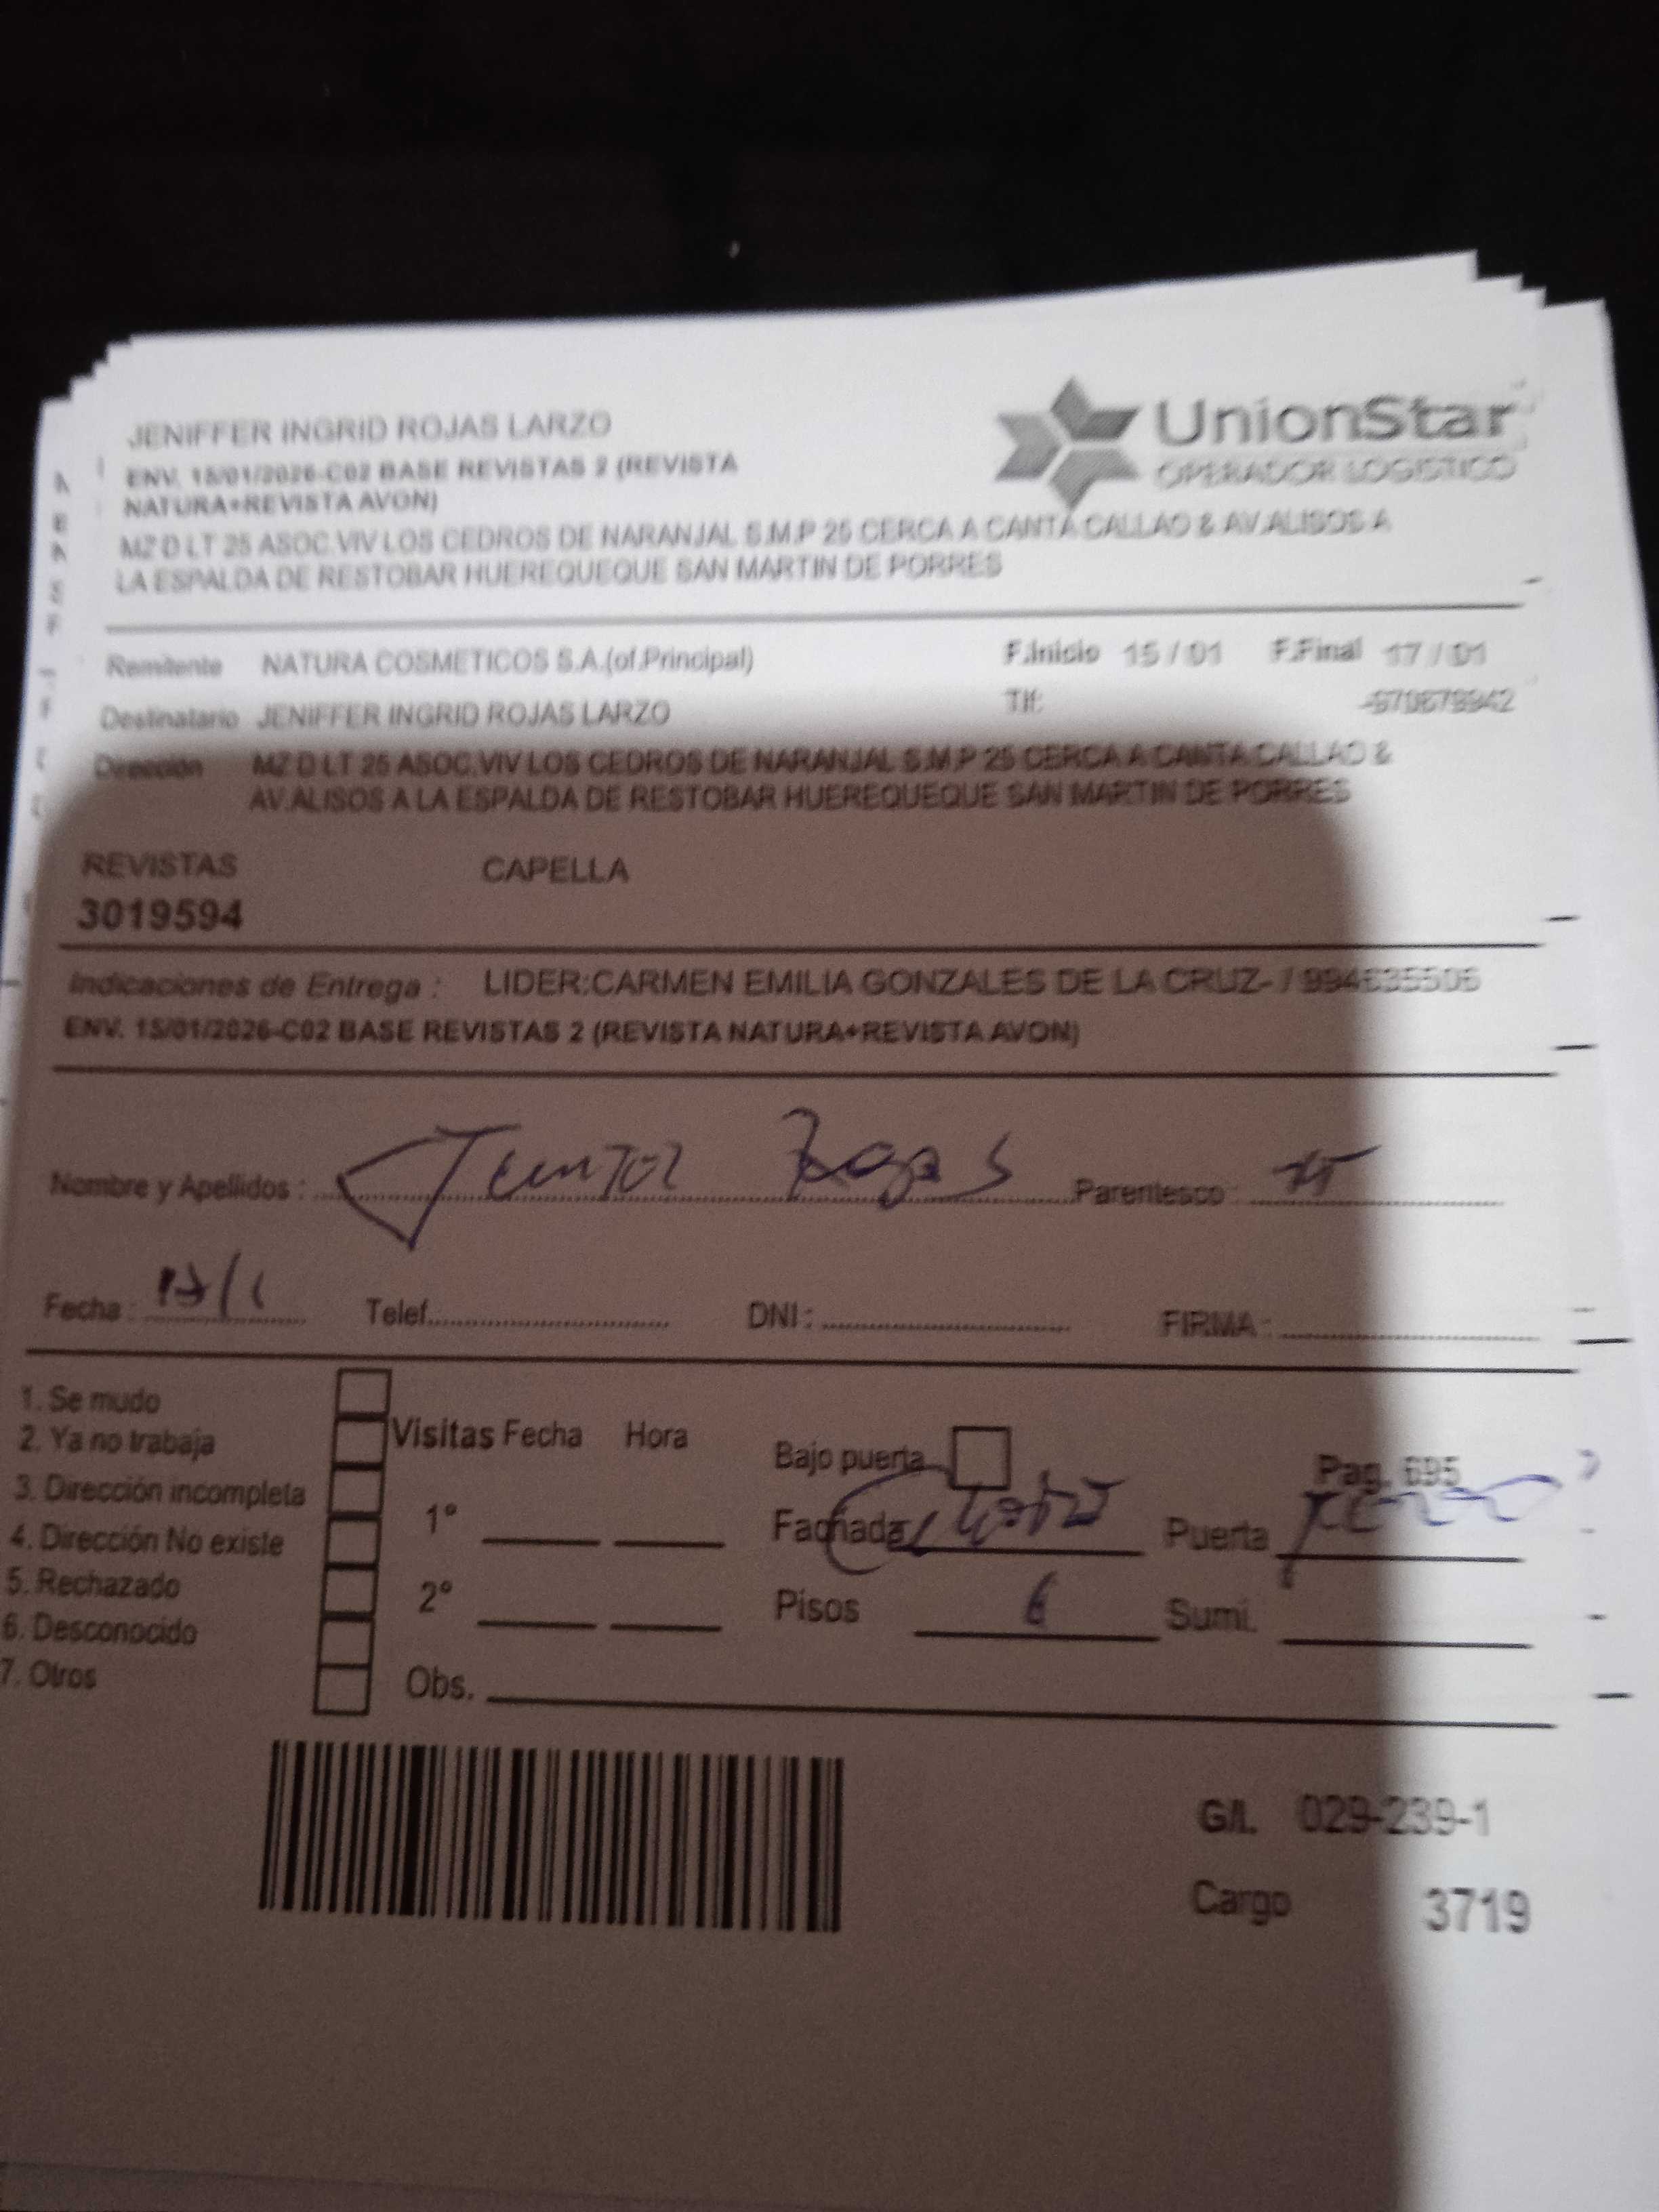 JENIFFER INGRID ROJAS LARZO
ENV. 15/01/2026-C02 BASE REVISTAS 2 (REVISTA
NATURA+REVISTA AVON)
MZ D LT 25 ASOC.VIV LOS CEDROS DE NARANJAL S.M.P 25 CERCA A CANTA CALLAO & AV.ALISOS A
LA ESPALDA DE RESTOBAR HUEREQUEQUE SAN MARTIN DE PORRES
UnionStar
OPERADOR LOGISTICO
Remitente NATURA COSMETICOS S.A.(of.Principal) F.Inicio 15 / 01 F.Final 17 / 01
Destinatario JENIFFER INGRID ROJAS LARZO Tlf:
Dirección MZ D LT 25 ASOC.VIV LOS CEDROS DE NARANJAL S.M.P 25 CERCA A CANTA CALLAO &
AV.ALISOS A LA ESPALDA DE RESTOBAR HUEREQUEQUE SAN MARTIN DE PORRES
REVISTAS CAPELLA
3019594
Indicaciones de Entrega : LIDER:CARMEN EMILIA GONZALES DE LA CRUZ- /
ENV. 15/01/2026-C02 BASE REVISTAS 2 (REVISTA NATURA+REVISTA AVON)
Nombre y Apellidos : Rojas Parentesco :
Fecha : Telef. DNI : FIRMA :
1. Se mudo
2. Ya no trabaja
3. Dirección incompleta
4. Dirección No existe
5. Rechazado
6. Desconocido
7. Otros
Visitas Fecha Hora
1°
2°
Obs.
Bajo puerta Pag. 695
Fachada Puerta
Pisos 6 Sumi.
G/L 029-239-1
Cargo 3719